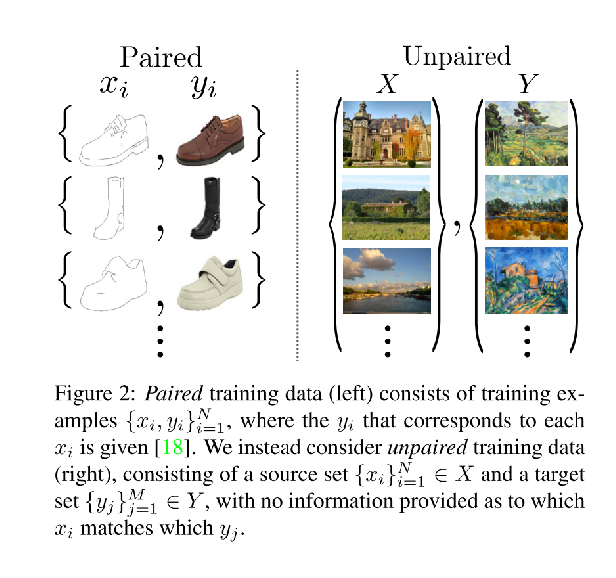 Paired
Unpaired
x_i y_i
X Y
{ , }
{ , }
{ , }
⋮
{ ⋮ } , { ⋮ }
Figure 2: Paired training data (left) consists of training ex-
amples {x_i, y_i}_{i=1}^N, where the y_i that corresponds to each
x_i is given [18]. We instead consider unpaired training data
(right), consisting of a source set {x_i}_{i=1}^N ∈ X and a target
set {y_j}_{j=1}^M ∈ Y, with no information provided as to which
x_i matches which y_j.